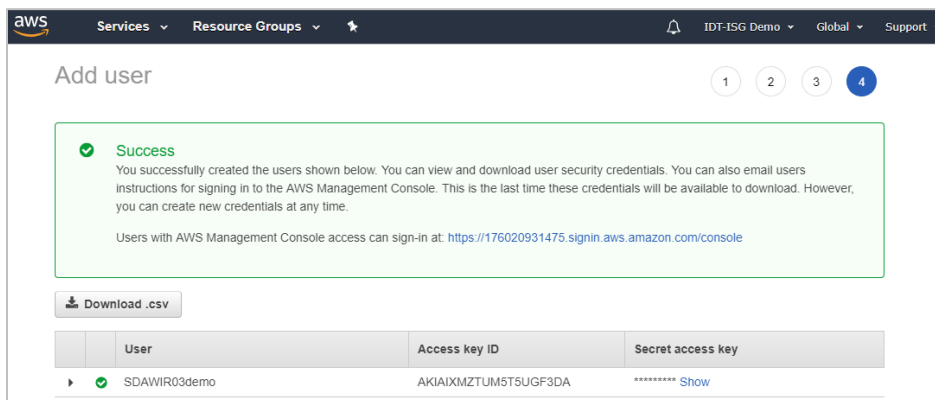 aws Services Resource Groups IDT-ISG Demo Global Support
Add user 1 2 3 4
Success
You successfully created the users shown below. You can view and download user security credentials. You can also email users
instructions for signing in to the AWS Management Console. This is the last time these credentials will be available to download. However,
you can create new credentials at any time.
Users with AWS Management Console access can sign-in at: https://176020931475.signin.aws.amazon.com/console
Download .csv
User Access key ID Secret access key
SDAWIR03demo AKIAIXMZTUM5T5UGF3DA ********* Show